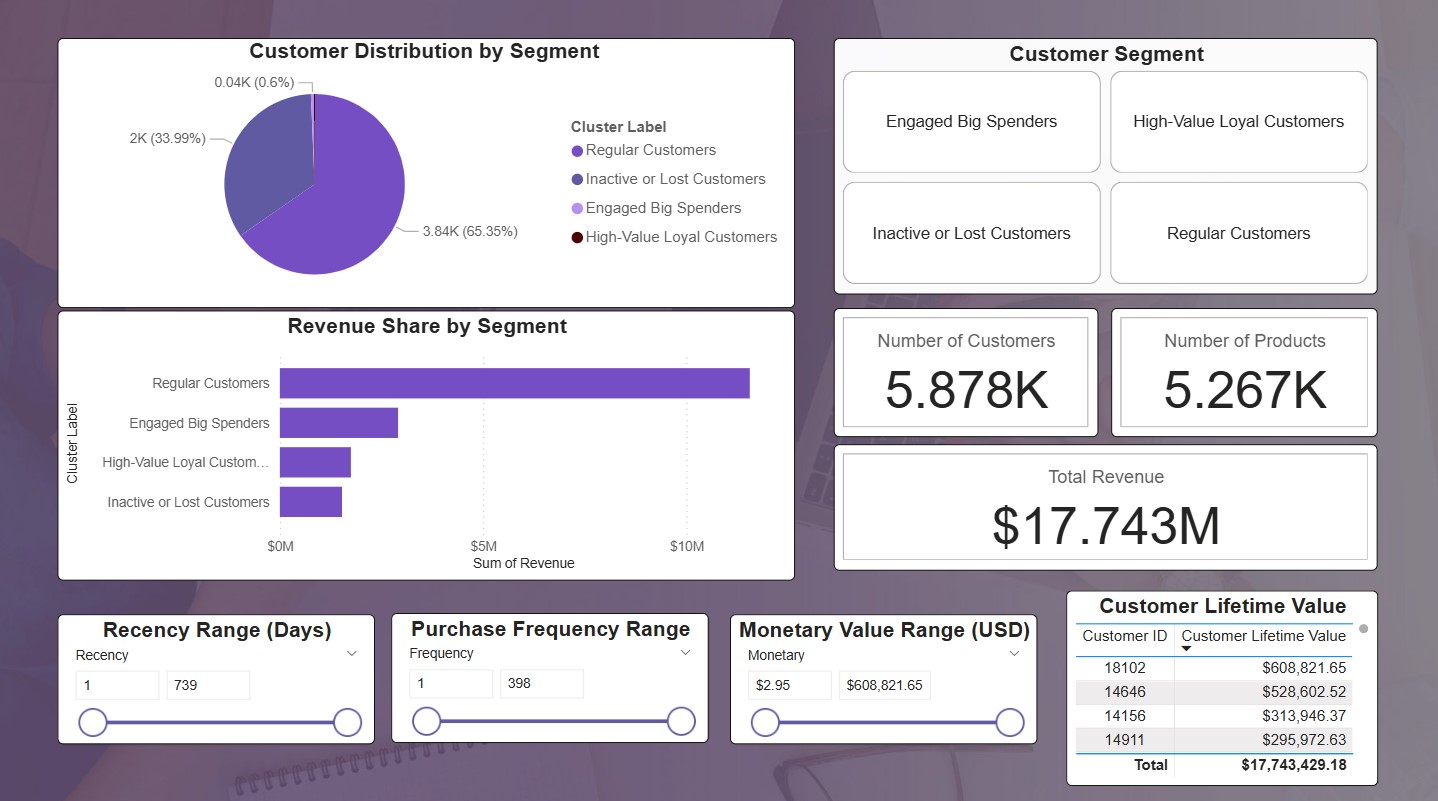 Customer Distribution by Segment
0.04K (0.6%)
2K (33.99%)
3.84K (65.35%)
Cluster Label
Regular Customers
Inactive or Lost Customers
Engaged Big Spenders
High-Value Loyal Customers
Customer Segment
Engaged Big Spenders
High-Value Loyal Customers
Inactive or Lost Customers
Regular Customers
Revenue Share by Segment
Cluster Label
Regular Customers
Engaged Big Spenders
High-Value Loyal Custom…
Inactive or Lost Customers
$0M
$5M
$10M
Sum of Revenue
Number of Customers
5.878K
Number of Products
5.267K
Total Revenue
$17.743M
Recency Range (Days)
Recency
1
739
Purchase Frequency Range
Frequency
1
398
Monetary Value Range (USD)
Monetary
$2.95
$608,821.65
Customer Lifetime Value
Customer ID Customer Lifetime Value
18102 $608,821.65
14646 $528,602.52
14156 $313,946.37
14911 $295,972.63
Total $17,743,429.18